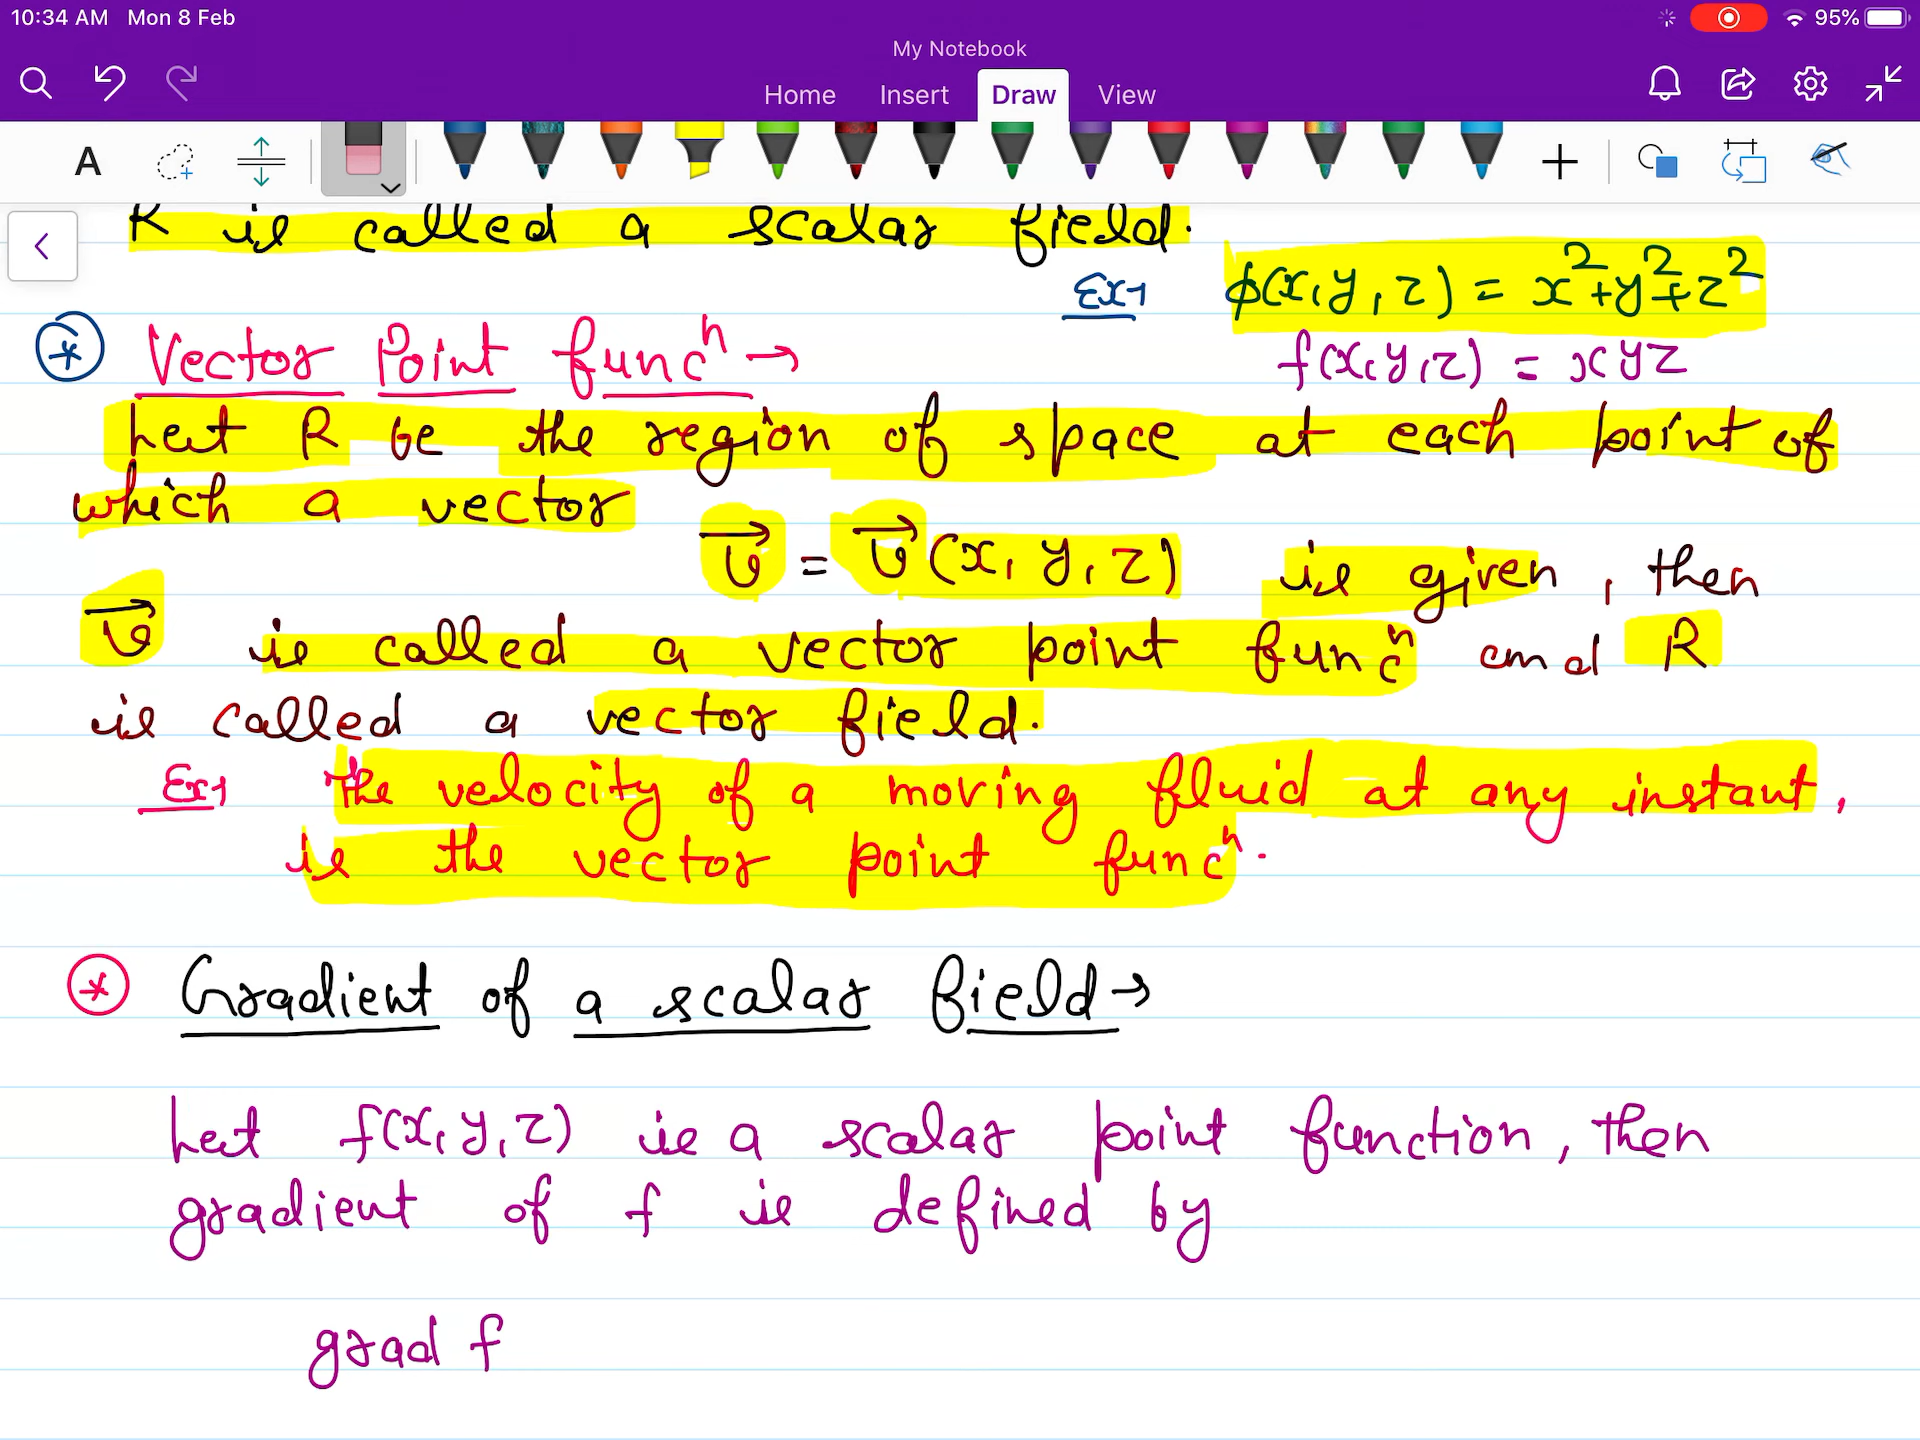 10:34 AM Mon 8 Feb
95%
My Notebook
Home Insert Draw View
A
R is called a scalar field.
Ex→ ϕ(x,y,z) = x²+y²+z²
f(x,y,z) = xyz
Vector Point funcⁿ →
Let R be the region of space at each point of
which a vector
v⃗ = v⃗(x,y,z) is given, then
v⃗ is called a vector point funcⁿ and R
is called a vector field.
Ex→ The velocity of a moving fluid at any instant,
is the vector point funcⁿ.
Gradient of a scalar field →
Let f(x,y,z) is a scalar point function, then
gradient of f is defined by
grad f